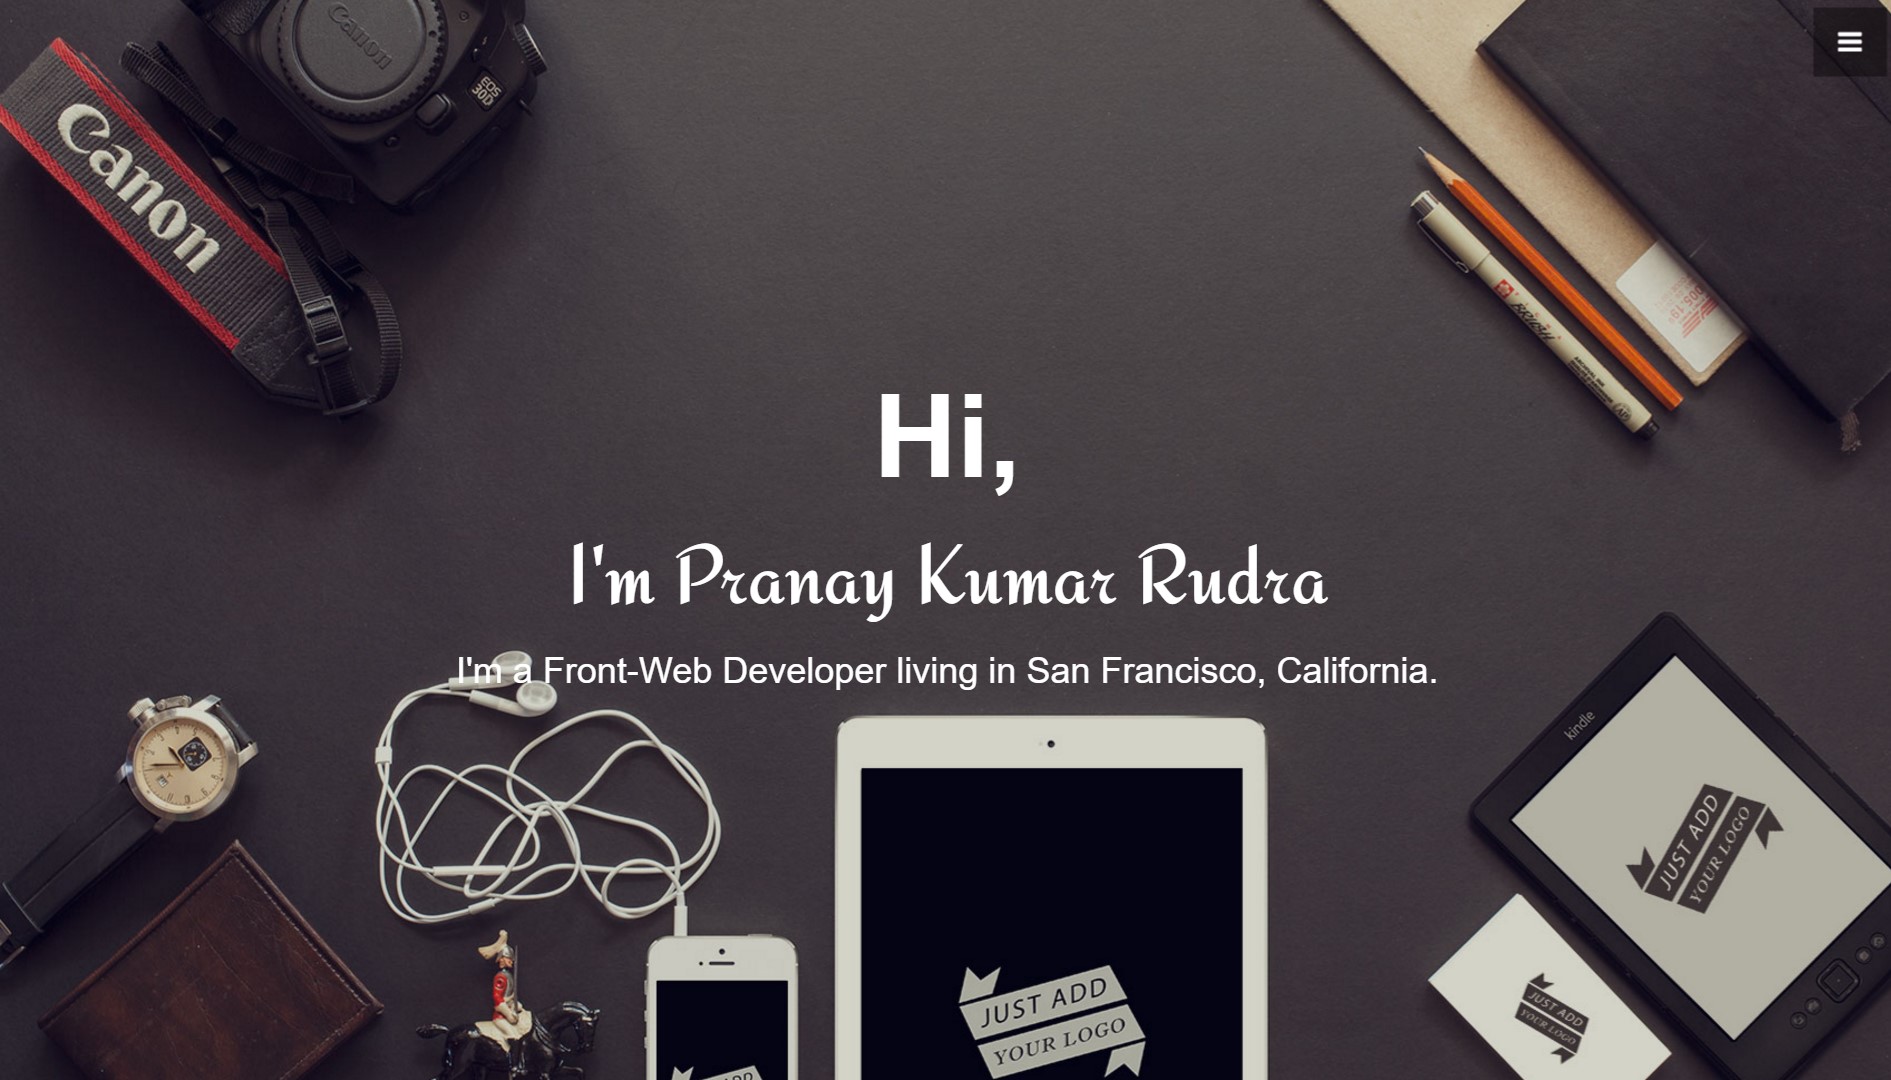 Canon
Canon
EOS
30D
Hi,
I'm Pranay Kumar Rudra
I'm a Front-Web Developer living in San Francisco, California.
kindle
JUST ADD
YOUR LOGO
JUST ADD
YOUR LOGO
JUST ADD
YOUR LOGO